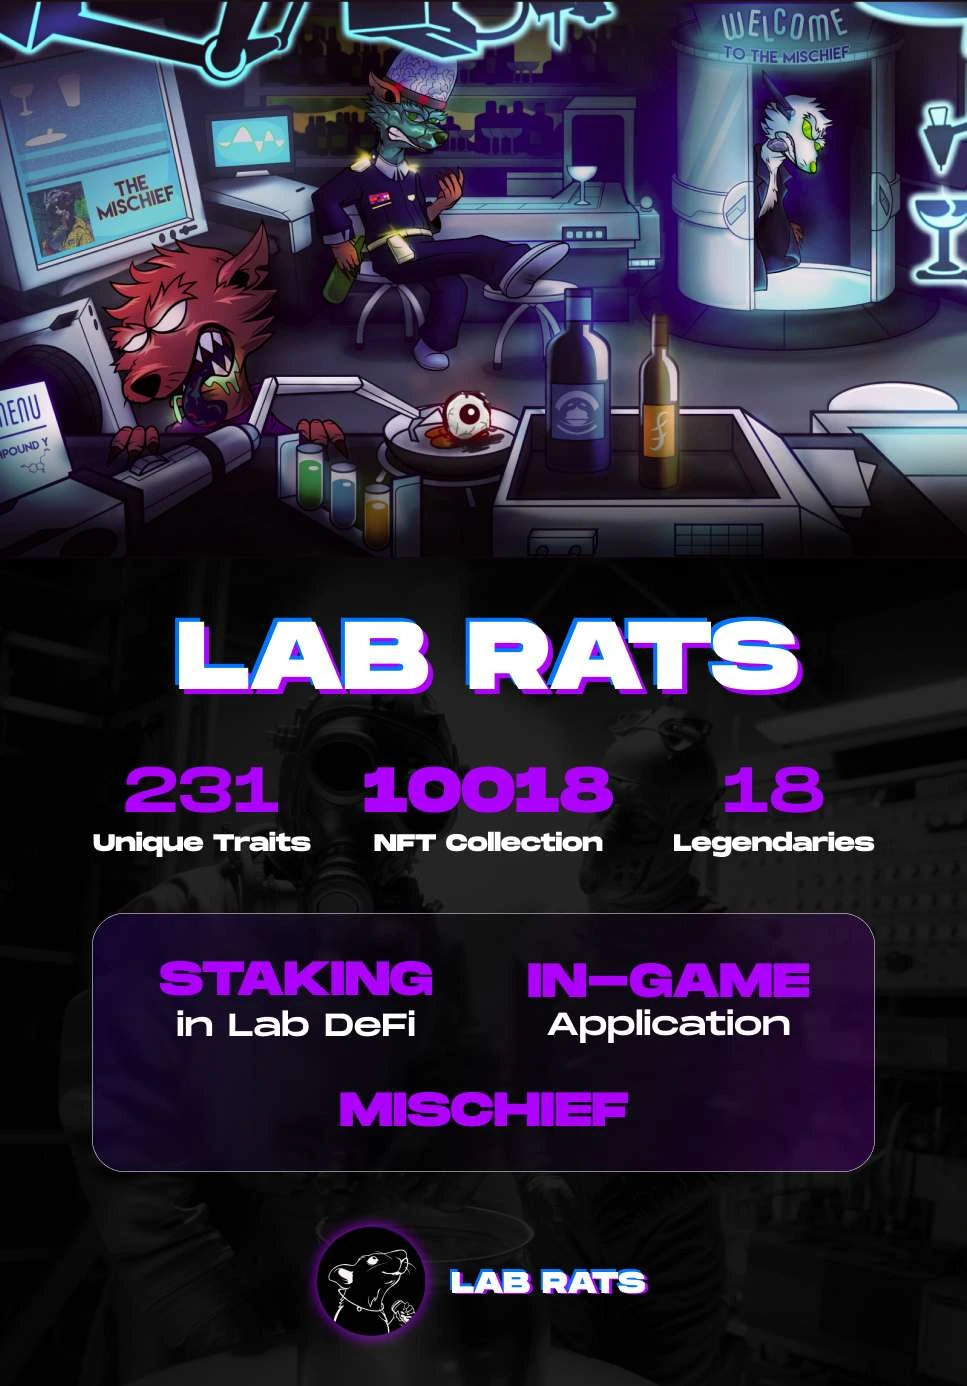 WELCOME
TO THE MISCHIEF
THE
MISCHIEF
MENU
POUND Y
LAB RATS
231
Unique Traits
10018
NFT Collection
18
Legendaries
STAKING
in Lab DeFi
IN-GAME
Application
MISCHIEF
LAB RATS